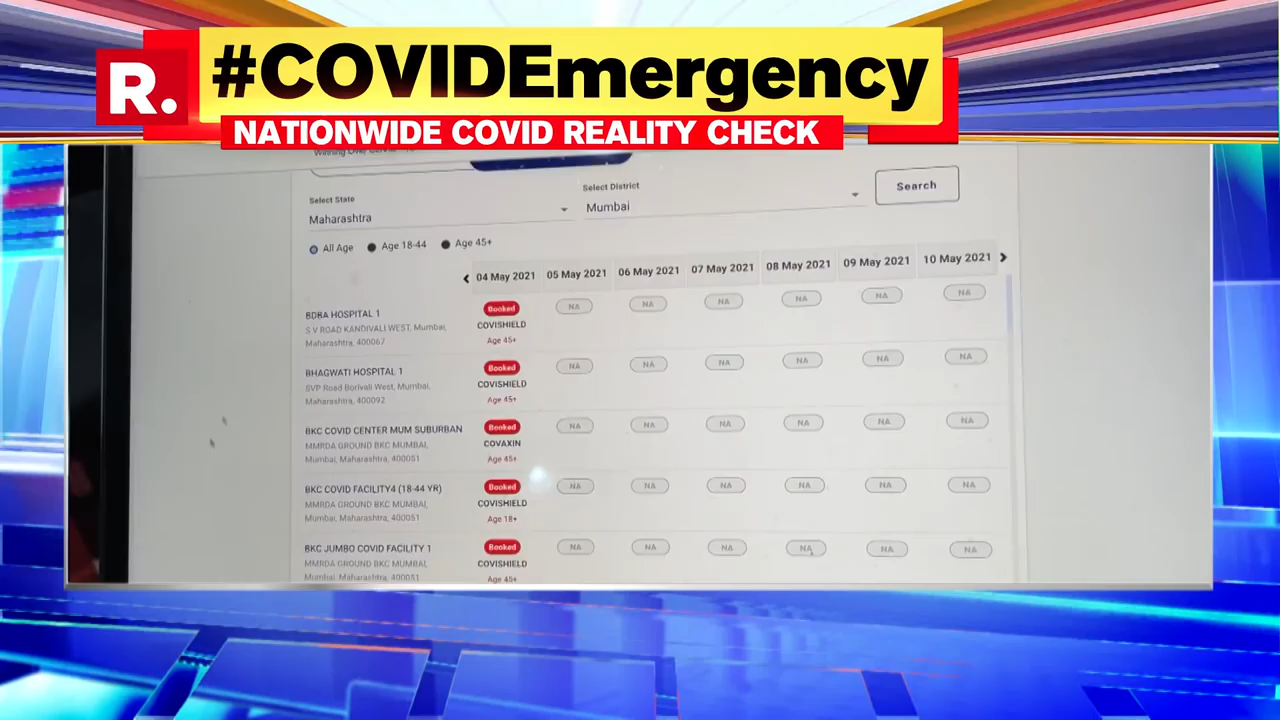 R.
#COVIDEmergency
NATIONWIDE COVID REALITY CHECK
Winning Over
Select State
Maharashtra
Select District
Mumbai
Search
All Age
Age 18-44
Age 45+
04 May 2021 05 May 2021 06 May 2021 07 May 2021 08 May 2021 09 May 2021 10 May 2021
BDBA HOSPITAL 1
S V ROAD KANDIVALI WEST, Mumbai,
Maharashtra, 400067
Booked NA NA NA NA NA NA
COVISHIELD
Age 45+
BHAGWATI HOSPITAL 1
SVP Road Borivali West, Mumbai,
Maharashtra, 400092
Booked NA NA NA NA NA NA
COVISHIELD
Age 45+
BKC COVID CENTER MUM SUBURBAN
MMRDA GROUND BKC MUMBAI,
Mumbai, Maharashtra, 400051
Booked NA NA NA NA NA NA
COVAXIN
Age 45+
BKC COVID FACILITY4 (18-44 YR)
MMRDA GROUND BKC MUMBAI,
Mumbai, Maharashtra, 400051
Booked NA NA NA NA NA NA
COVISHIELD
Age 18+
BKC JUMBO COVID FACILITY 1
MMRDA GROUND BKC MUMBAI,
Mumbai, Maharashtra, 400051
Booked NA NA NA NA NA NA
COVISHIELD
Age 45+